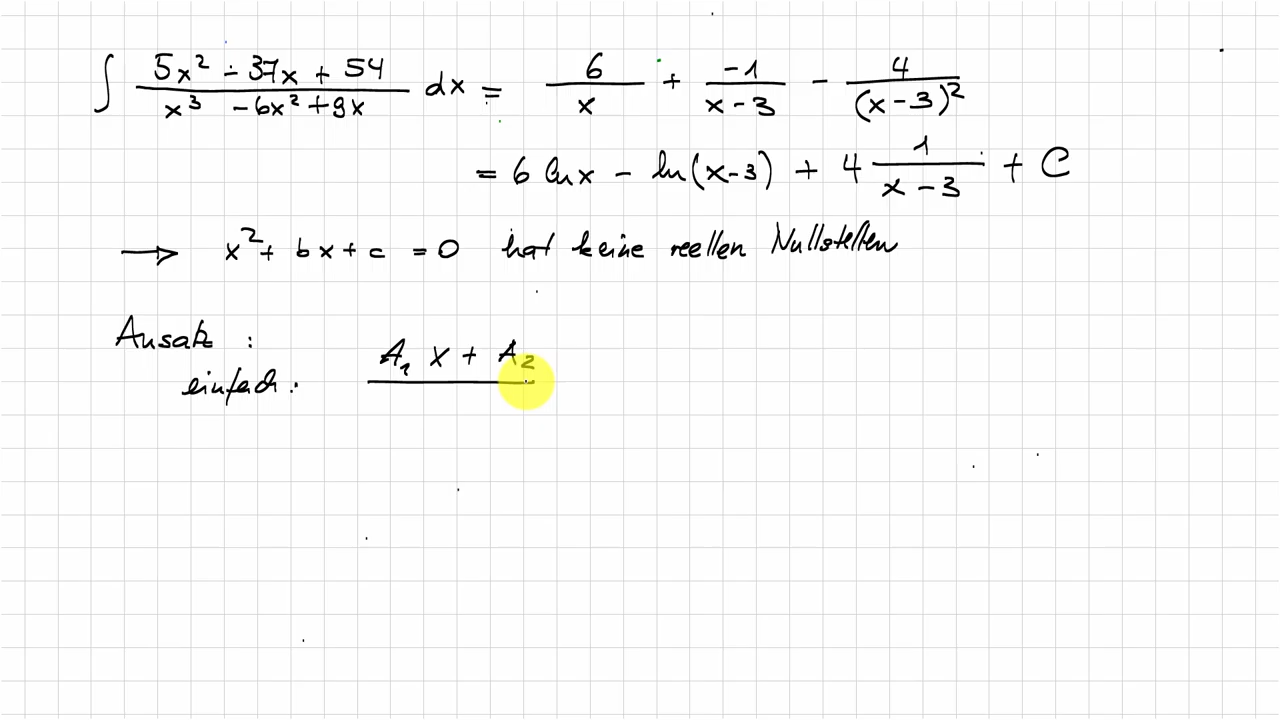 ∫ (5x² - 37x + 54)/(x³ - 6x² + 9x) dx = 6/x + -1/(x-3) - 4/(x-3)²
= 6 ln x - ln(x-3) + 4 1/(x-3) + C
→ x² + bx + c = 0 hat keine reellen Nullstellen
Ansatz :
einfach : A₁ x + A₂